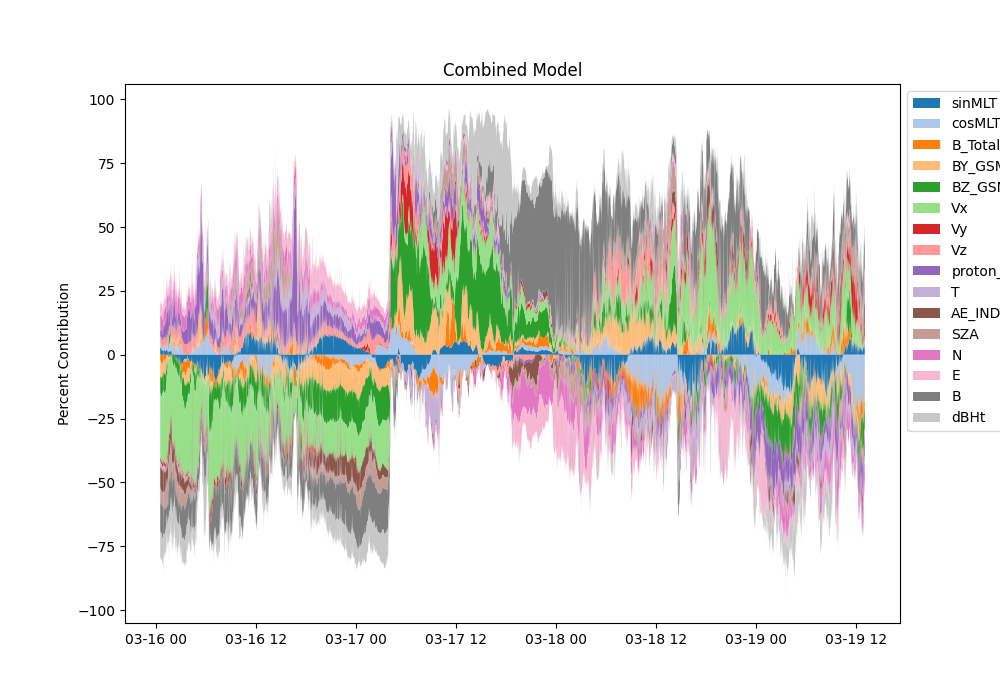 Combined Model
Percent Contribution
100
75
50
25
0
−25
−50
−75
−100
03-16 00
03-16 12
03-17 00
03-17 12
03-18 00
03-18 12
03-19 00
03-19 12
sinMLT
cosMLT
B_Total
BY_GSM
BZ_GSM
Vx
Vy
Vz
proton_
T
AE_IND
SZA
N
E
B
dBHt